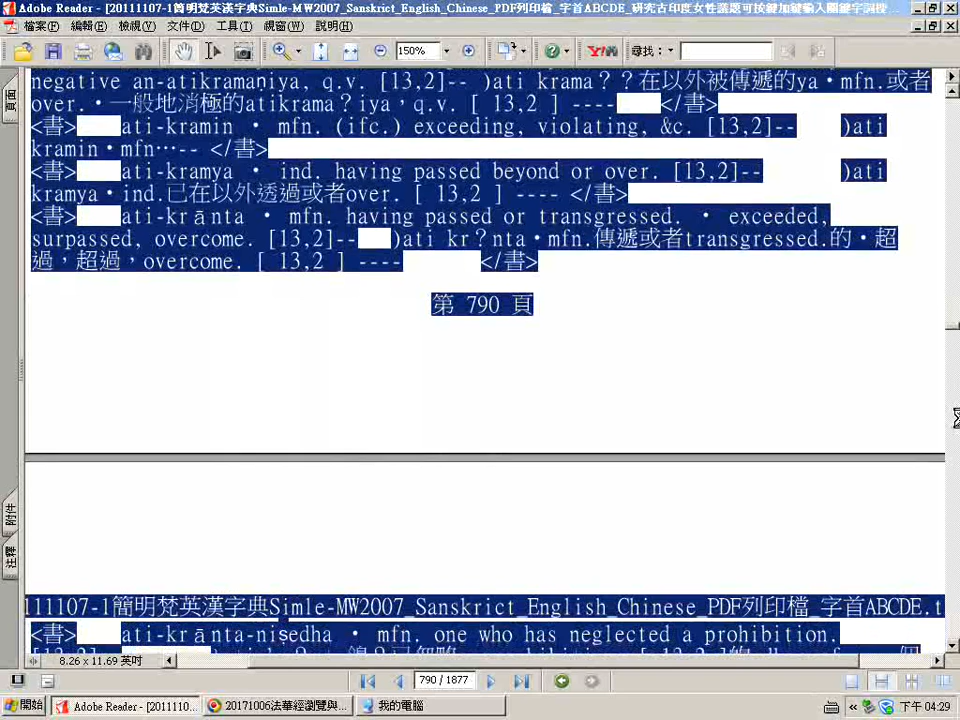 Adobe Reader - [20111107-1簡明梵英漢字典Simle-MW2007_Sanskrict_English_Chinese_PDF列印檔_字首ABCDE_研究古印度女性議題可按快捷鍵輸入關鍵字詞搜
檔案(F) 編輯(E) 檢視(V) 文件(D) 工具(T) 視窗(W) 說明(H)
150% Y! 尋找：
頁面
negative an-atikramaṇiya, q.v. [13,2]-- )ati krama？？在以外被傳遞的ya‧mfn.或者
over.‧一般地消極的atikrama？iya，q.v. [ 13,2 ] ---- </書>
<書> ati-kramin ‧ mfn. (ifc.) exceeding, violating, &c. [13,2]-- )ati
kramin‧mfn…-- </書>
<書> ati-kramya ‧ ind. having passed beyond or over. [13,2]-- )ati
kramya‧ind.已在以外透過或者over. [ 13,2 ] ---- </書>
<書> ati-krānta ‧ mfn. having passed or transgressed. ‧ exceeded,
surpassed, overcome. [13,2]-- )ati kr？nta‧mfn.傳遞或者transgressed.的‧超
過，超過，overcome. [ 13,2 ] ---- </書>
第 790 頁
附件
注釋
111107-1簡明梵英漢字典Simle-MW2007_Sanskrict_English_Chinese_PDF列印檔_字首ABCDE.t
<書> ati-krānta-niṣedha ‧ mfn. one who has neglected a prohibition.
8.26 x 11.69 英吋
790 / 1877
開始 Adobe Reader - [2011110... 20171006法華經瀏覽與... 我的電腦 下午 04:29